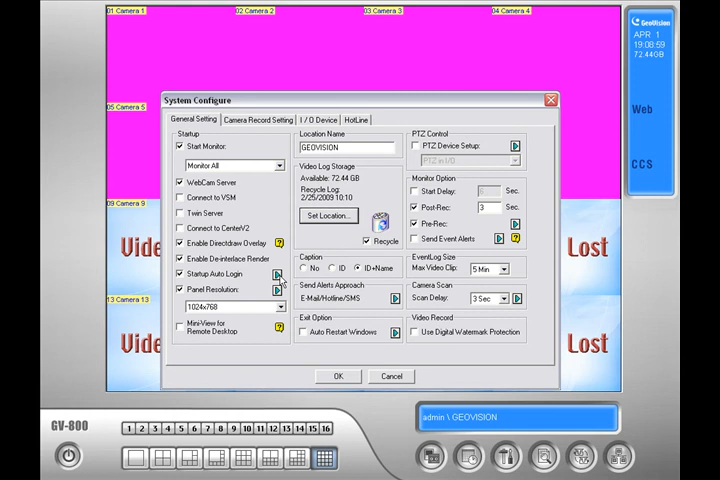 01 Camera 1
02 Camera 2
03 Camera 3
04 Camera 4
GeoVision
APR 1
19:08:59
72.44GB
Web
CCS
05 Camera 5
09 Camera 9
13 Camera 13
Vide
Lost
Vide
Lost
System Configure
General Setting
Camera Record Setting
I / O Device
HotLine
Startup
Start Monitor:
Monitor All
WebCam Server
Connect to VSM
Twin Server
Connect to CenterV2
Enable Directdraw Overlay
Enable De-interlace Render
Startup Auto Login
Panel Resolution:
1024x768
Mini-View for
Remote Desktop
Location Name
GEOVISION
Video Log Storage
Available: 72.44 GB
Recycle Log:
2/25/2009 10:10
Set Location...
Recycle
Caption
No
ID
ID+Name
Send Alerts Approach
E-Mail/Hotline/SMS
Exit Option
Auto Restart Windows
PTZ Control
PTZ Device Setup:
PTZ in I/O
Monitor Option
Start Delay:
Sec.
Post-Rec:
3
Sec.
Pre-Rec:
Send Event Alerts
EventLog Size
Max Video Clip:
5 Min
Camera Scan
Scan Delay:
3 Sec
Video Record
Use Digital Watermark Protection
OK
Cancel
GV-800
1 2 3 4 5 6 7 8 9 10 11 12 13 14 15 16
admin \ GEOVISION